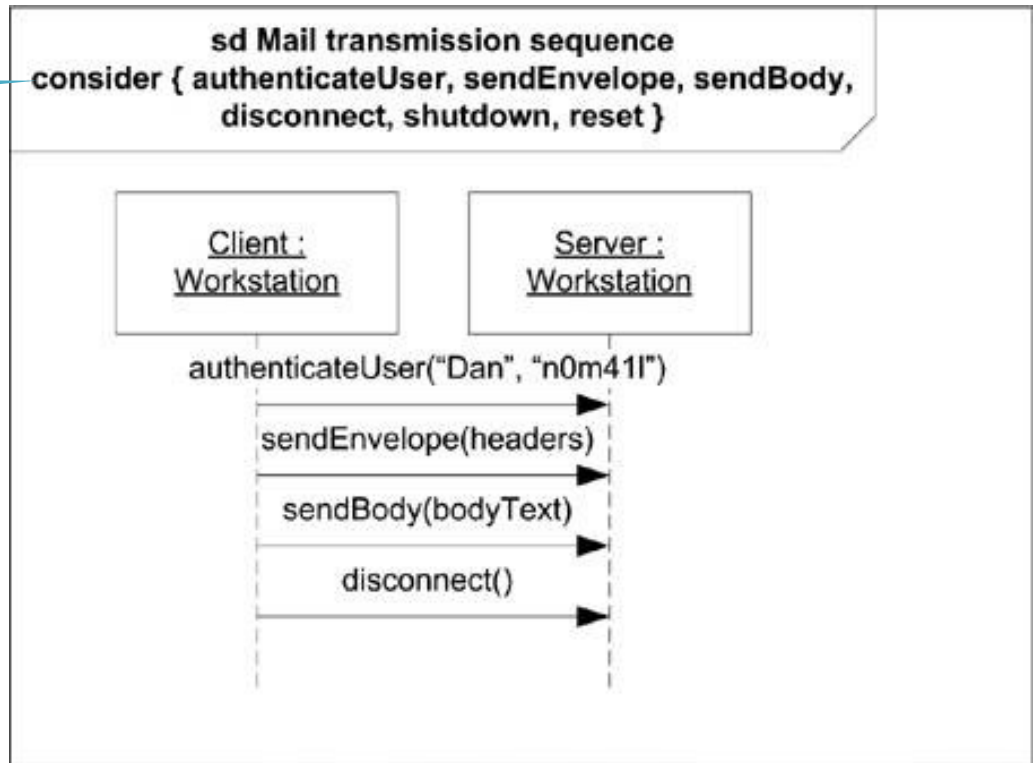 sd Mail transmission sequence
consider { authenticateUser, sendEnvelope, sendBody,
disconnect, shutdown, reset }
Client :
Workstation
Server :
Workstation
authenticateUser(“Dan”, “n0m41l”)
sendEnvelope(headers)
sendBody(bodyText)
disconnect()